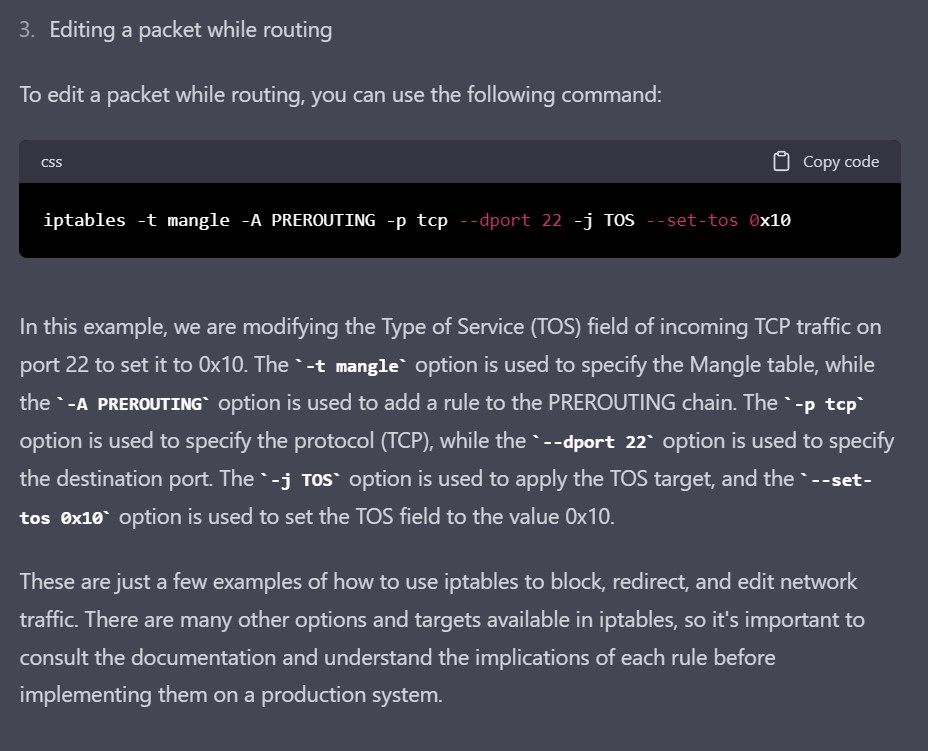 3. Editing a packet while routing
To edit a packet while routing, you can use the following command:
css
Copy code
iptables -t mangle -A PREROUTING -p tcp --dport 22 -j TOS --set-tos 0x10
In this example, we are modifying the Type of Service (TOS) field of incoming TCP traffic on
port 22 to set it to 0x10. The `-t mangle` option is used to specify the Mangle table, while
the `-A PREROUTING` option is used to add a rule to the PREROUTING chain. The `-p tcp`
option is used to specify the protocol (TCP), while the `--dport 22` option is used to specify
the destination port. The `-j TOS` option is used to apply the TOS target, and the `--set-
tos 0x10` option is used to set the TOS field to the value 0x10.
These are just a few examples of how to use iptables to block, redirect, and edit network
traffic. There are many other options and targets available in iptables, so it's important to
consult the documentation and understand the implications of each rule before
implementing them on a production system.